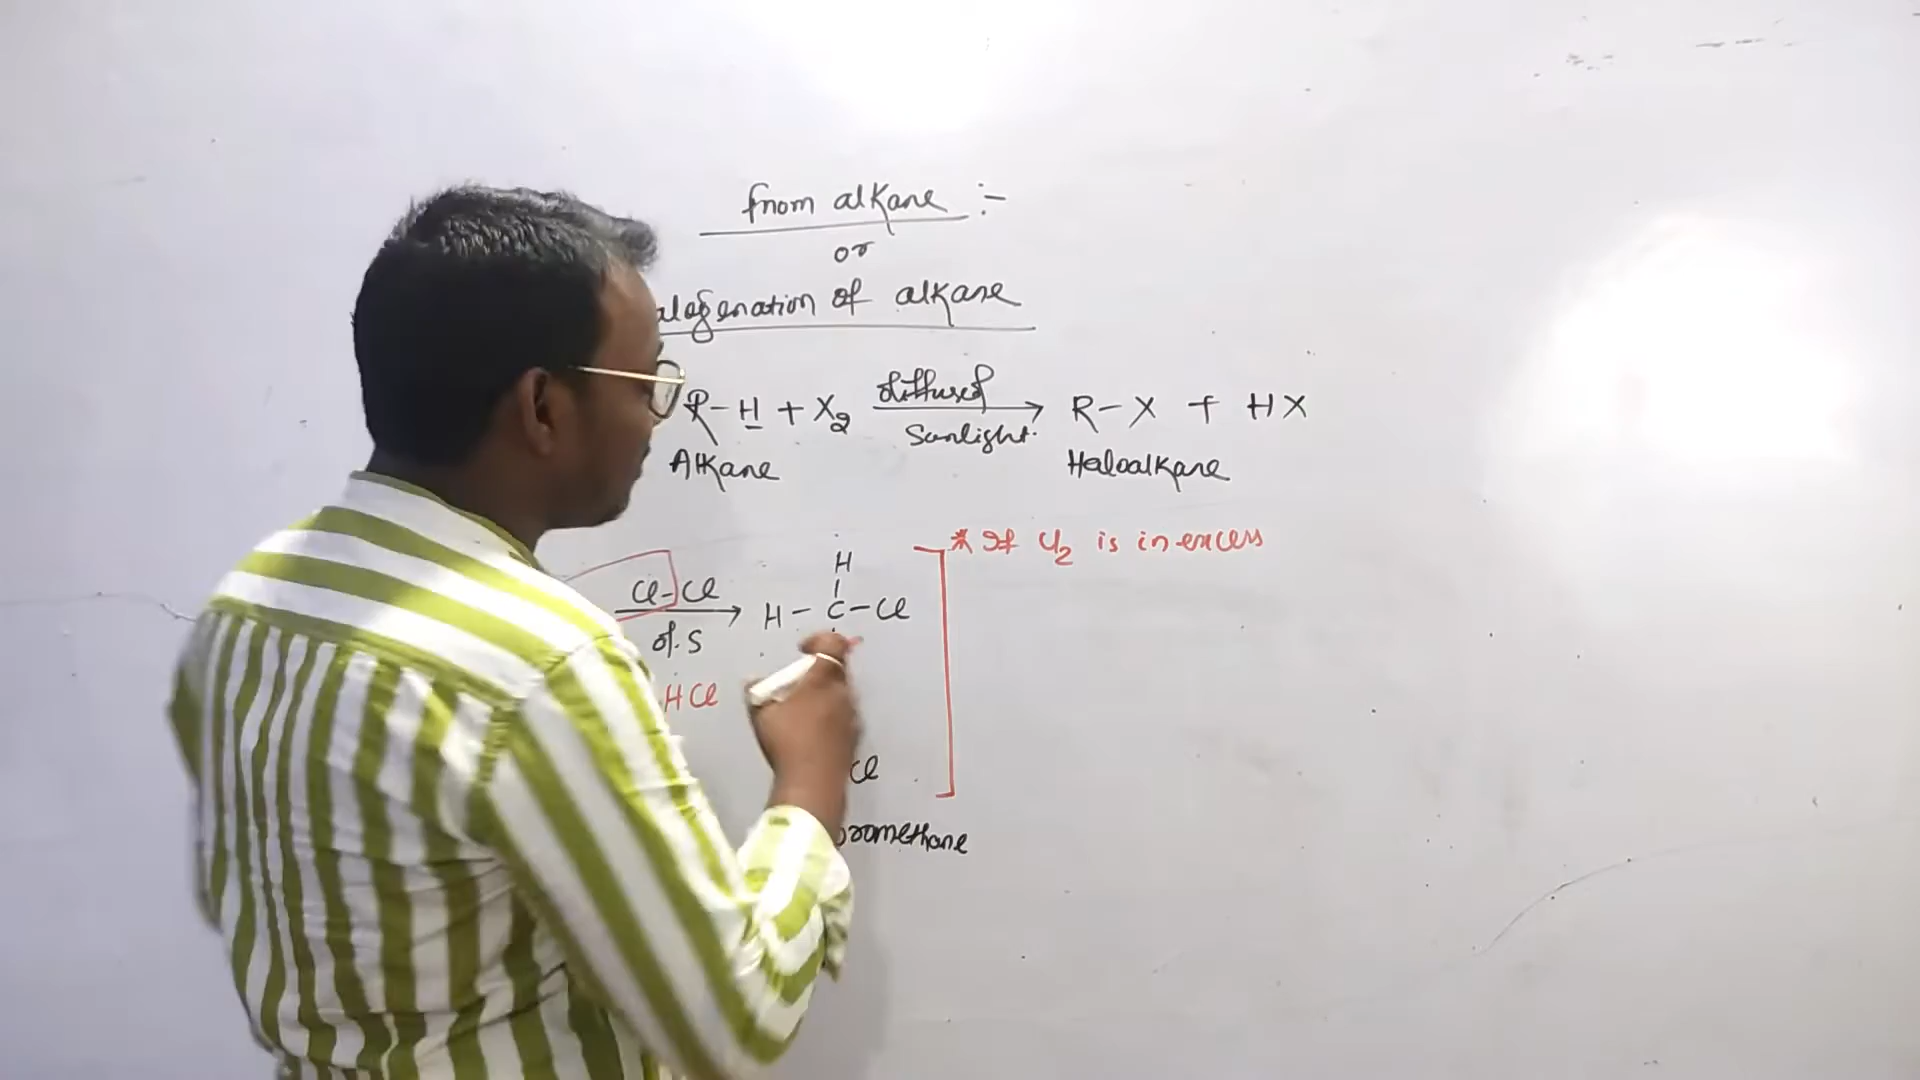 from alkane :-
or
alogenation of alkane
R-H + X2 diffused Sunlight. R-X + HX
Alkane Haloalkane
* If Cl2 is in excess
H
Cl-Cl
H-C-Cl
d.S
HCl
Cl
oromethane